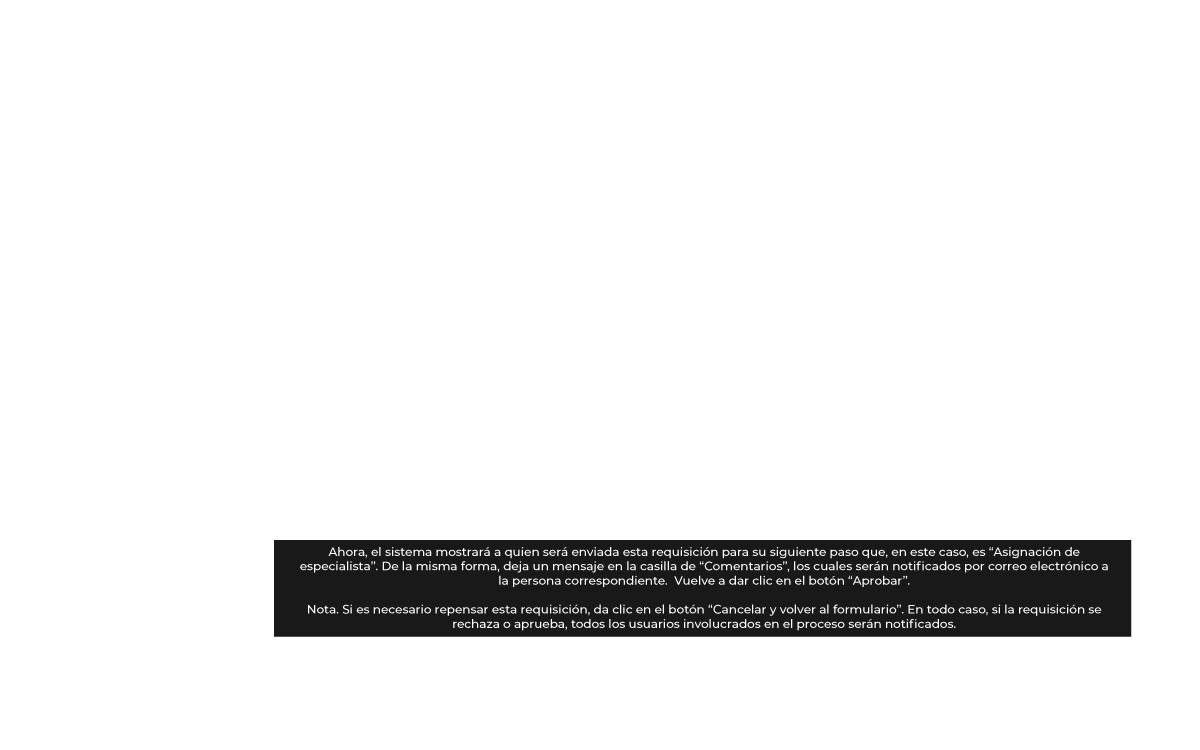 Ahora, el sistema mostrará a quien será enviada esta requisición para su siguiente paso que, en este caso, es “Asignación de
especialista”. De la misma forma, deja un mensaje en la casilla de “Comentarios”, los cuales serán notificados por correo electrónico a
la persona correspondiente.  Vuelve a dar clic en el botón “Aprobar”.
Nota. Si es necesario repensar esta requisición, da clic en el botón “Cancelar y volver al formulario”. En todo caso, si la requisición se
rechaza o aprueba, todos los usuarios involucrados en el proceso serán notificados.